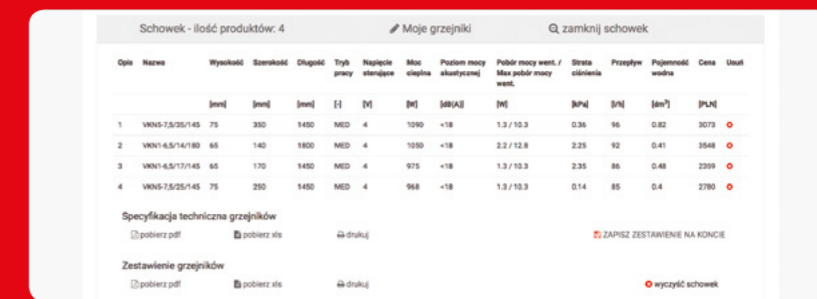 Schowek - ilość produktów: 4 Moje grzejniki zamknij schowek
Opis Nazwa Wysokość Szerokość Długość Tryb pracy Napięcie sterujące Moc cieplna Poziom mocy akustycznej Pobór mocy went. / Max pobór mocy went. Strata ciśnienia Przepływ Pojemność wodna Cena Usuń
[mm] [mm] [mm] [-] [V] [W] [dB(A)] [W] [kPa] [l/h] [dm³] [PLN]
1 VKN5-7,5/35/145 75 350 1450 MED 4 1090 <18 1.3 / 10.3 0.36 96 0.82 3073
2 VKN1-6,5/14/180 65 140 1800 MED 4 1050 <18 2.2 / 12.8 2.25 92 0.41 3548
3 VKN1-6,5/17/145 65 170 1450 MED 4 975 <18 1.3 / 10.3 2.35 86 0.48 2359
4 VKN5-7,5/25/145 75 250 1450 MED 4 968 <18 1.3 / 10.3 0.14 85 0.4 2780
Specyfikacja techniczna grzejników
pobierz pdf pobierz xls drukuj ZAPISZ ZESTAWIENIE NA KONCIE
Zestawienie grzejników
pobierz pdf pobierz xls drukuj wyczyść schowek